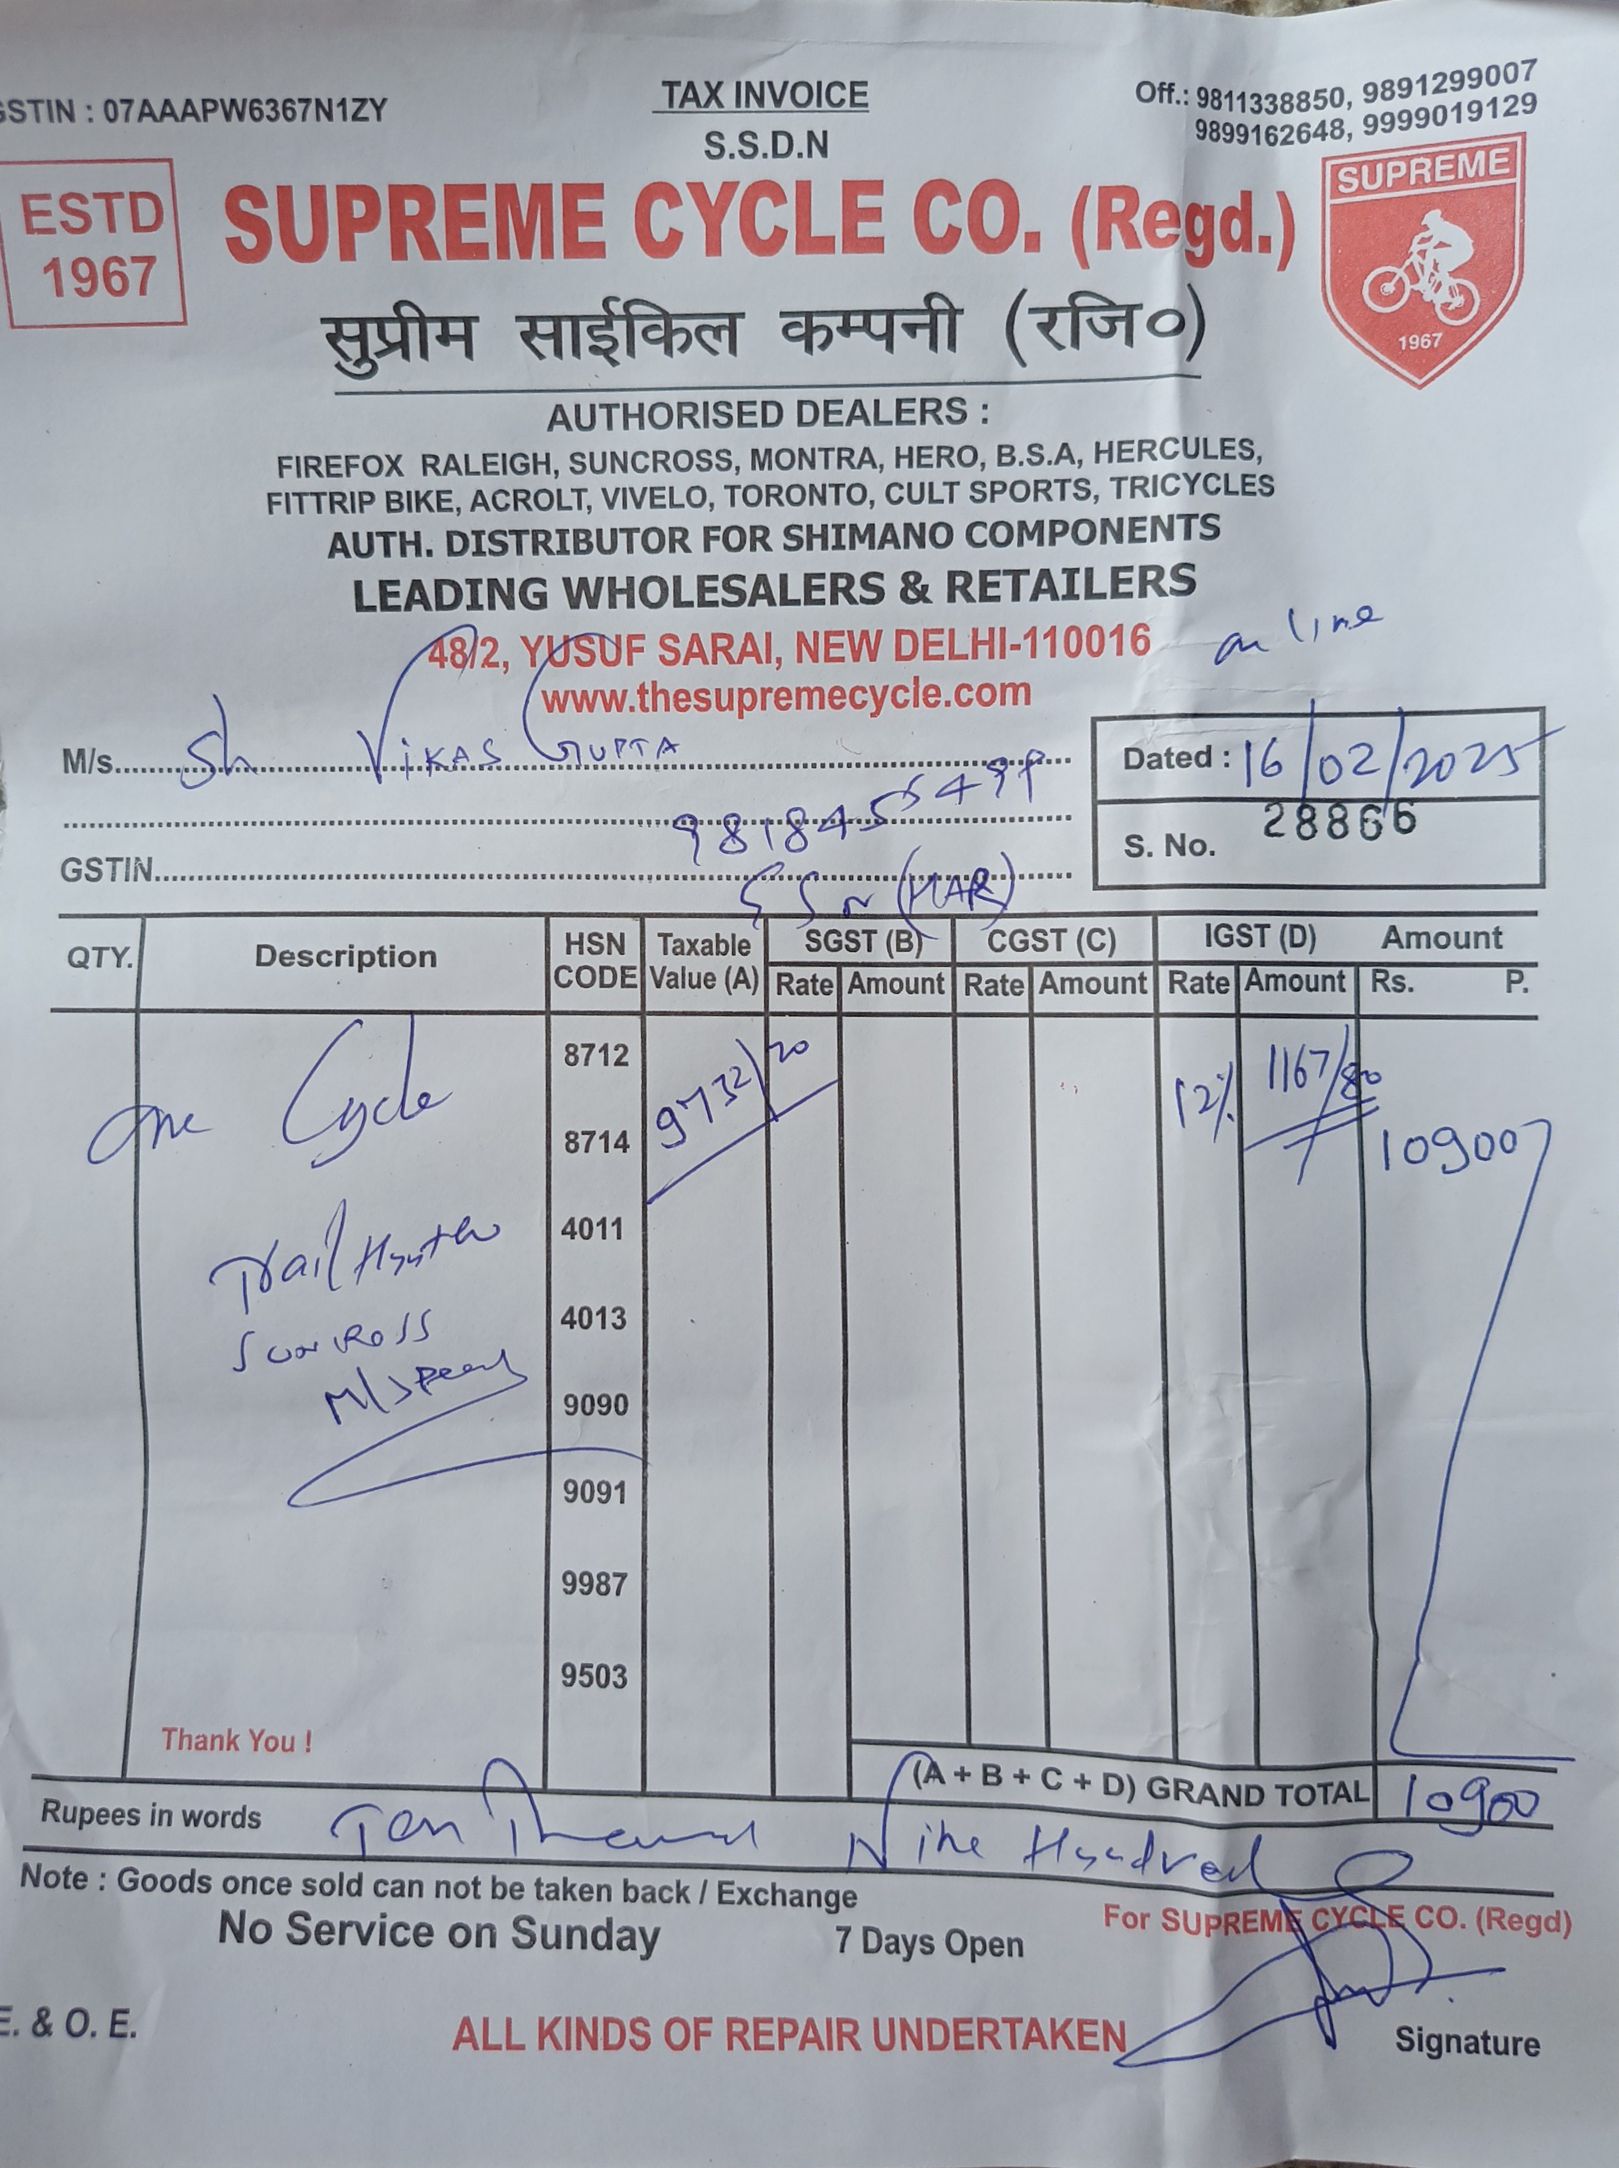 GSTIN : 07AAAPW6367N1ZY
TAX INVOICE
Off.: 9811338850, 9891299007
9899162648, 9999019129
S.S.D.N
ESTD
1967
SUPREME CYCLE CO. (Regd.)
SUPREME
1967
सुप्रीम साईकिल कम्पनी (रजि०)
AUTHORISED DEALERS :
FIREFOX RALEIGH, SUNCROSS, MONTRA, HERO, B.S.A, HERCULES,
FITTRIP BIKE, ACROLT, VIVELO, TORONTO, CULT SPORTS, TRICYCLES
AUTH. DISTRIBUTOR FOR SHIMANO COMPONENTS
LEADING WHOLESALERS & RETAILERS
48/2, YUSUF SARAI, NEW DELHI-110016
on line
www.thesupremecycle.com
M/s. Sh Vikas Gupta
Dated : 16/02/2025
S. No. 28866
GSTIN
(HAR)
QTY. Description HSN CODE Taxable Value (A) SGST (B) CGST (C) IGST (D) Amount
Rate Amount Rate Amount Rate Amount Rs. P.
One Cycle 8712 9732/20 12% 1167/80 10900
8714
Trail Hunter 4011
Suncross 4013
M/Speed 9090
9091
9987
9503
Thank You !
(A + B + C + D) GRAND TOTAL 10900
Rupees in words Ten Thousand Nine Hundred
Note : Goods once sold can not be taken back / Exchange
For SUPREME CYCLE CO. (Regd)
No Service on Sunday 7 Days Open
E. & O. E.
ALL KINDS OF REPAIR UNDERTAKEN
Signature